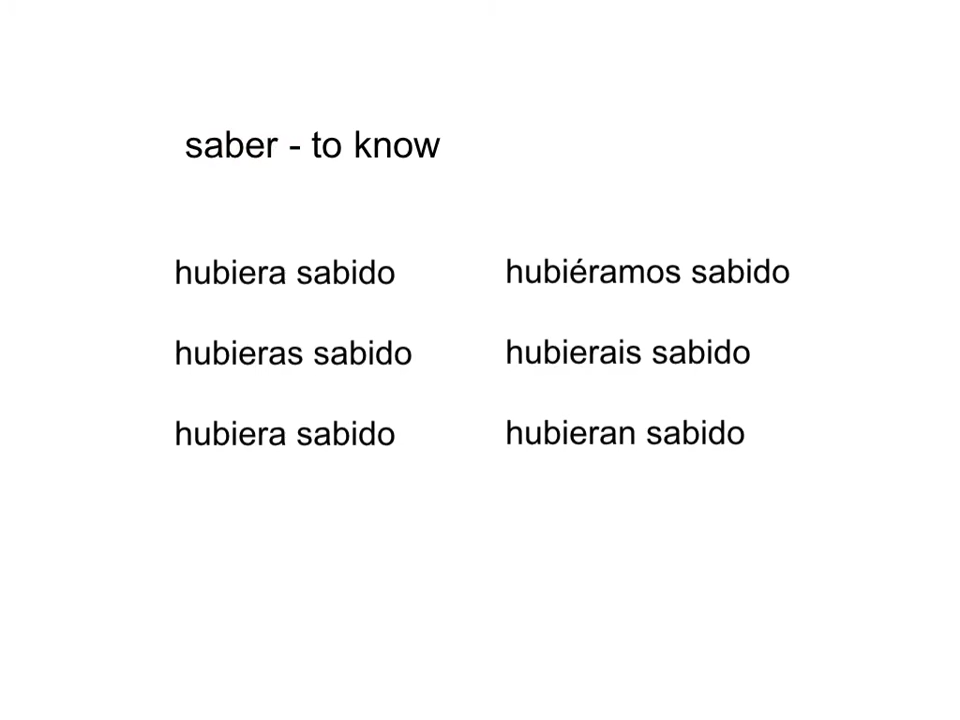 saber - to know
hubiera sabido
hubieras sabido
hubiera sabido
hubiéramos sabido
hubierais sabido
hubieran sabido